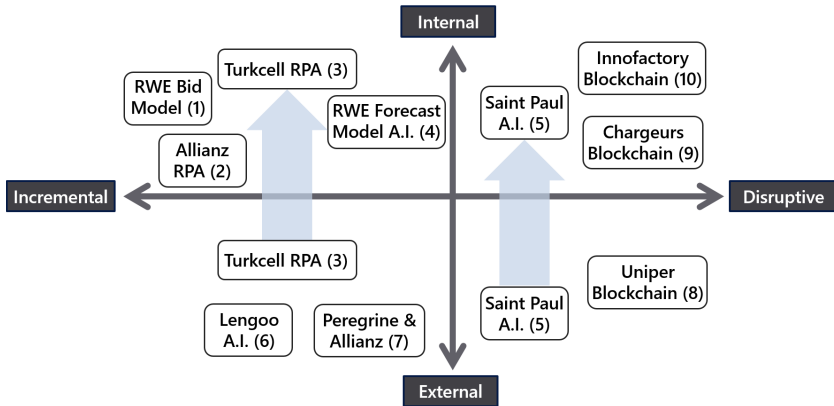 Internal
Turkcell RPA (3)
Innofactory
Blockchain (10)
RWE Bid
Model (1)
RWE Forecast
Model A.I. (4)
Saint Paul
A.I. (5)
Chargeurs
Blockchain (9)
Allianz
RPA (2)
Incremental
Disruptive
Turkcell RPA (3)
Uniper
Blockchain (8)
Saint Paul
A.I. (5)
Lengoo
A.I. (6)
Peregrine &
Allianz (7)
External